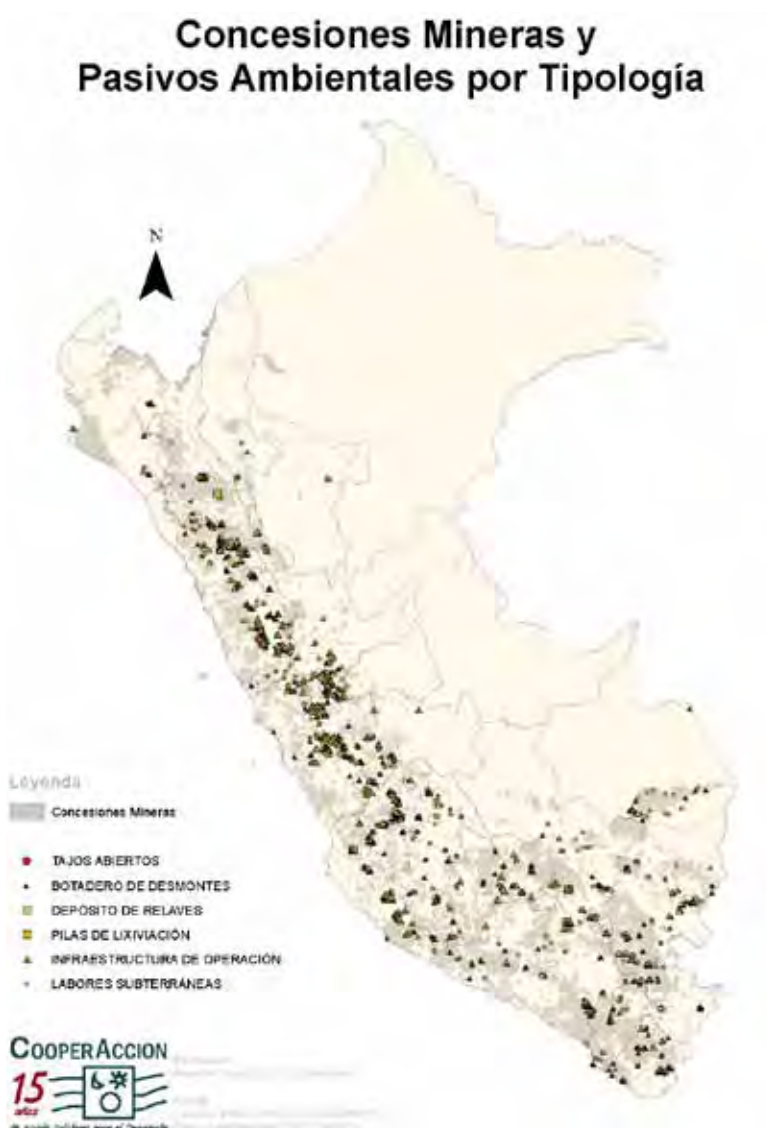 Concesiones Mineras y
Pasivos Ambientales por Tipología
N
Leyenda
Concesiones Mineras
TAJOS ABIERTOS
BOTADERO DE DESMONTES
DEPÓSITO DE RELAVES
PILAS DE LIXIVIACIÓN
INFRAESTRUCTURA DE OPERACIÓN
LABORES SUBTERRÁNEAS
COOPERACCION
15
años